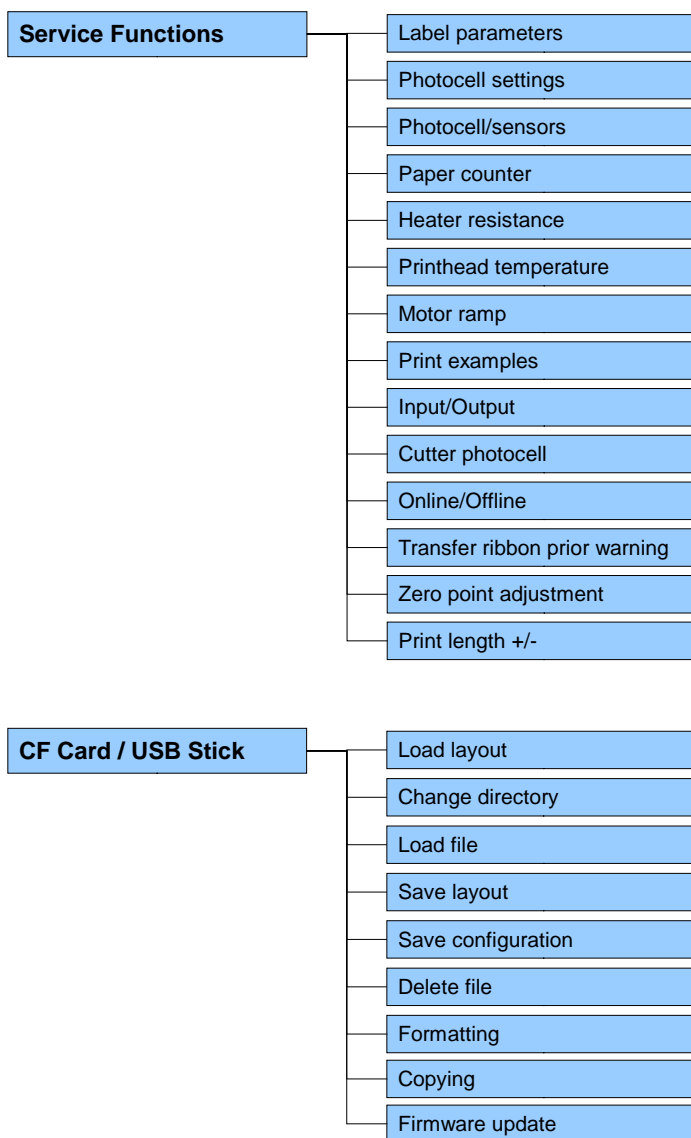 Service Functions
Label parameters
Photocell settings
Photocell/sensors
Paper counter
Heater resistance
Printhead temperature
Motor ramp
Print examples
Input/Output
Cutter photocell
Online/Offline
Transfer ribbon prior warning
Zero point adjustment
Print length +/-
CF Card / USB Stick
Load layout
Change directory
Load file
Save layout
Save configuration
Delete file
Formatting
Copying
Firmware update